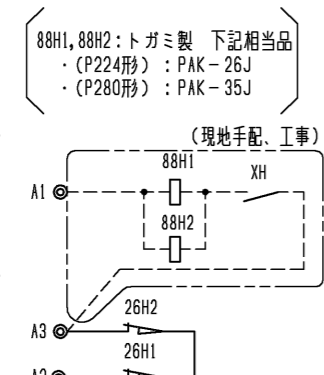 88H1,88H2:トガミ製 下記相当品
・(P224形) : PAK-26J
・(P280形) : PAK-35J
(現地手配、工事)
88H1
XH
A1
88H2
26H2
A3
26H1